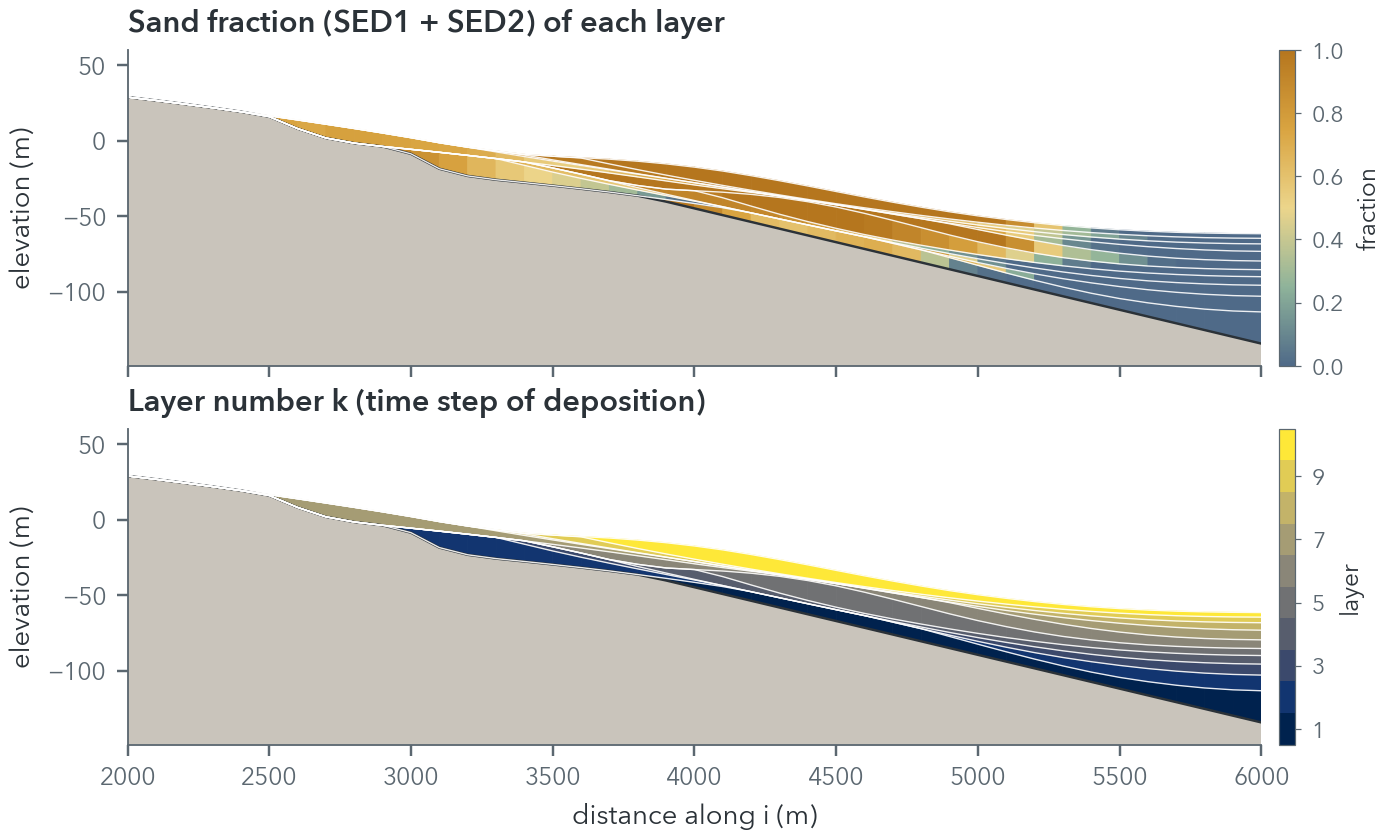 Sand fraction (SED1 + SED2) of each layer
50
0
−50
−100
elevation (m)
1.0
0.8
0.6
0.4
0.2
0.0
fraction
Layer number k (time step of deposition)
50
0
−50
−100
elevation (m)
9
7
5
3
1
layer
2000 2500 3000 3500 4000 4500 5000 5500 6000
distance along i (m)